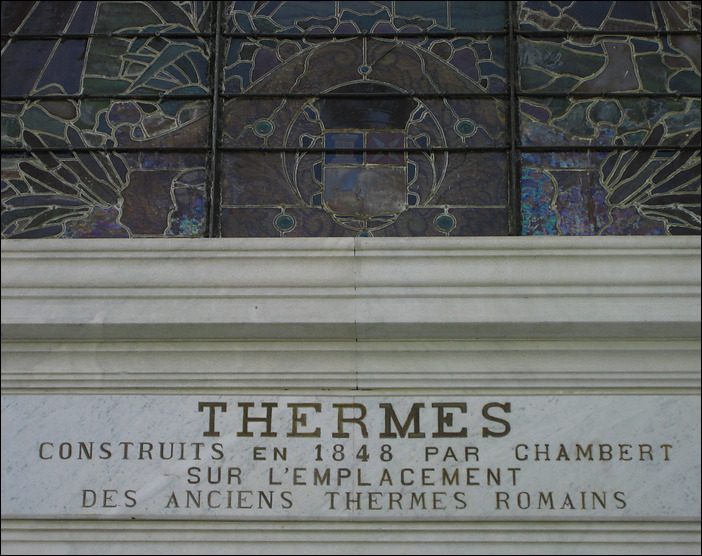 THERMES
CONSTRUITS EN 1848 PAR CHAMBERT
SUR L'EMPLACEMENT
DES ANCIENS THERMES ROMAINS